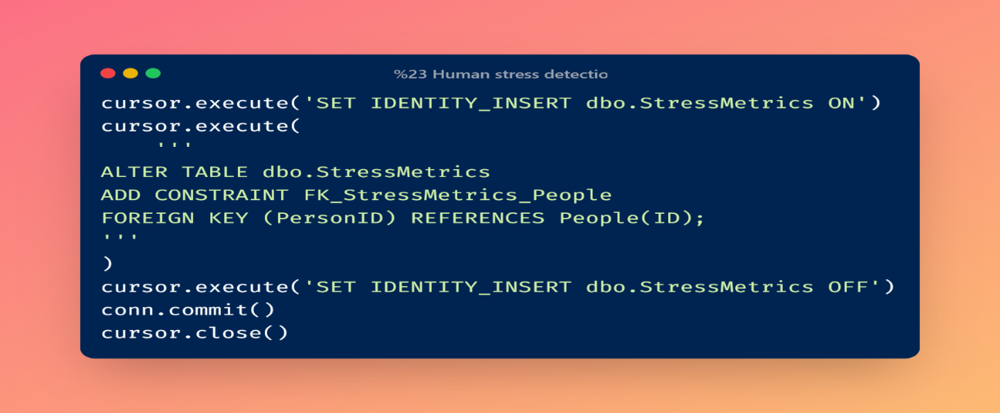 %23 Human stress detectio
cursor.execute('SET IDENTITY_INSERT dbo.StressMetrics ON')
cursor.execute(
'''
ALTER TABLE dbo.StressMetrics
ADD CONSTRAINT FK_StressMetrics_People
FOREIGN KEY (PersonID) REFERENCES People(ID);
'''
)
cursor.execute('SET IDENTITY_INSERT dbo.StressMetrics OFF')
conn.commit()
cursor.close()